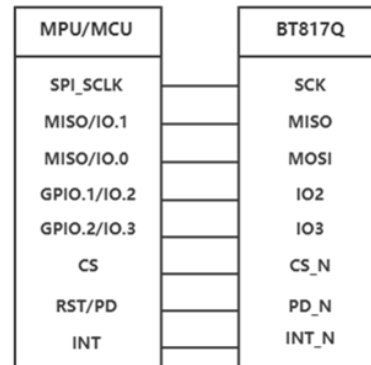 MPU/MCU BT817Q
SPI_SCLK SCK
MISO/IO.1 MISO
MISO/IO.0 MOSI
GPIO.1/IO.2 IO2
GPIO.2/IO.3 IO3
CS CS_N
RST/PD PD_N
INT INT_N